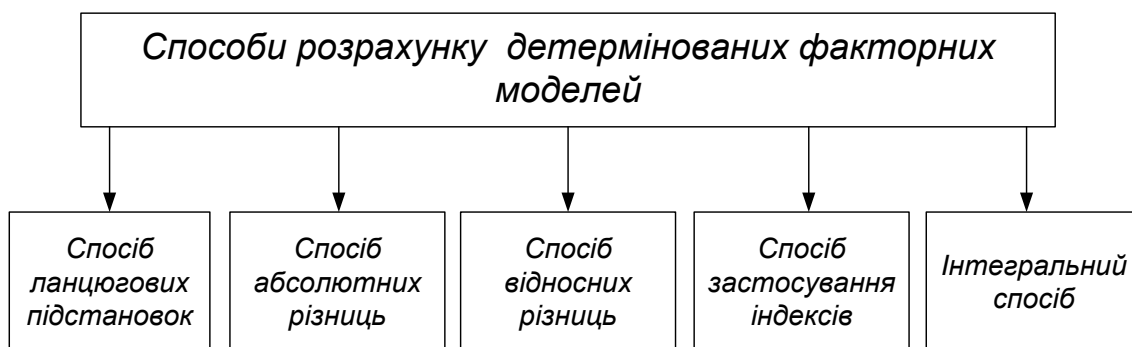 Способи розрахунку детермінованих факторних
моделей
Спосіб
ланцюгових
підстановок
Спосіб
абсолютних
різниць
Спосіб
відносних
різниць
Спосіб
застосування
індексів
Інтегральний
спосіб